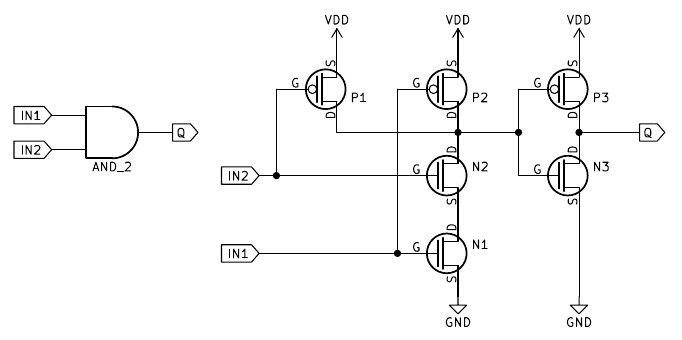 VDD VDD VDD
S S S
G P1 G P2 G P3
D D D
IN1 Q
IN2
AND_2
D D Q
IN2 G N2 G N3
S S
D
IN1 G N1
S
GND GND